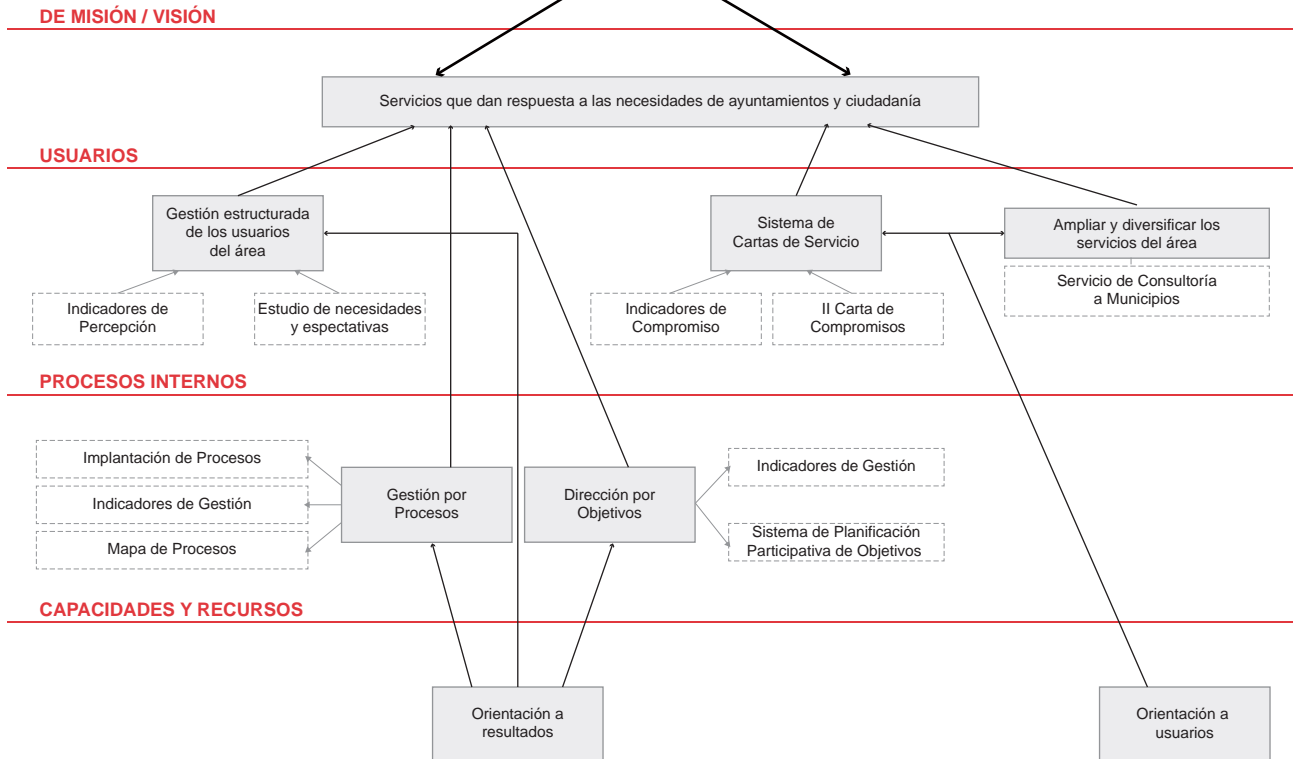 DE MISIÓN / VISIÓN
Servicios que dan respuesta a las necesidades de ayuntamientos y ciudadanía
USUARIOS
Gestión estructurada
de los usuarios
del área
Sistema de
Cartas de Servicio
Ampliar y diversificar los
servicios del área
Indicadores de
Percepción
Estudio de necesidades
y espectativas
Indicadores de
Compromiso
II Carta de
Compromisos
Servicio de Consultoría
a Municipios
PROCESOS INTERNOS
Implantación de Procesos
Indicadores de Gestión
Mapa de Procesos
Gestión por
Procesos
Dirección por
Objetivos
Indicadores de Gestión
Sistema de Planificación
Participativa de Objetivos
CAPACIDADES Y RECURSOS
Orientación a
resultados
Orientación a
usuarios